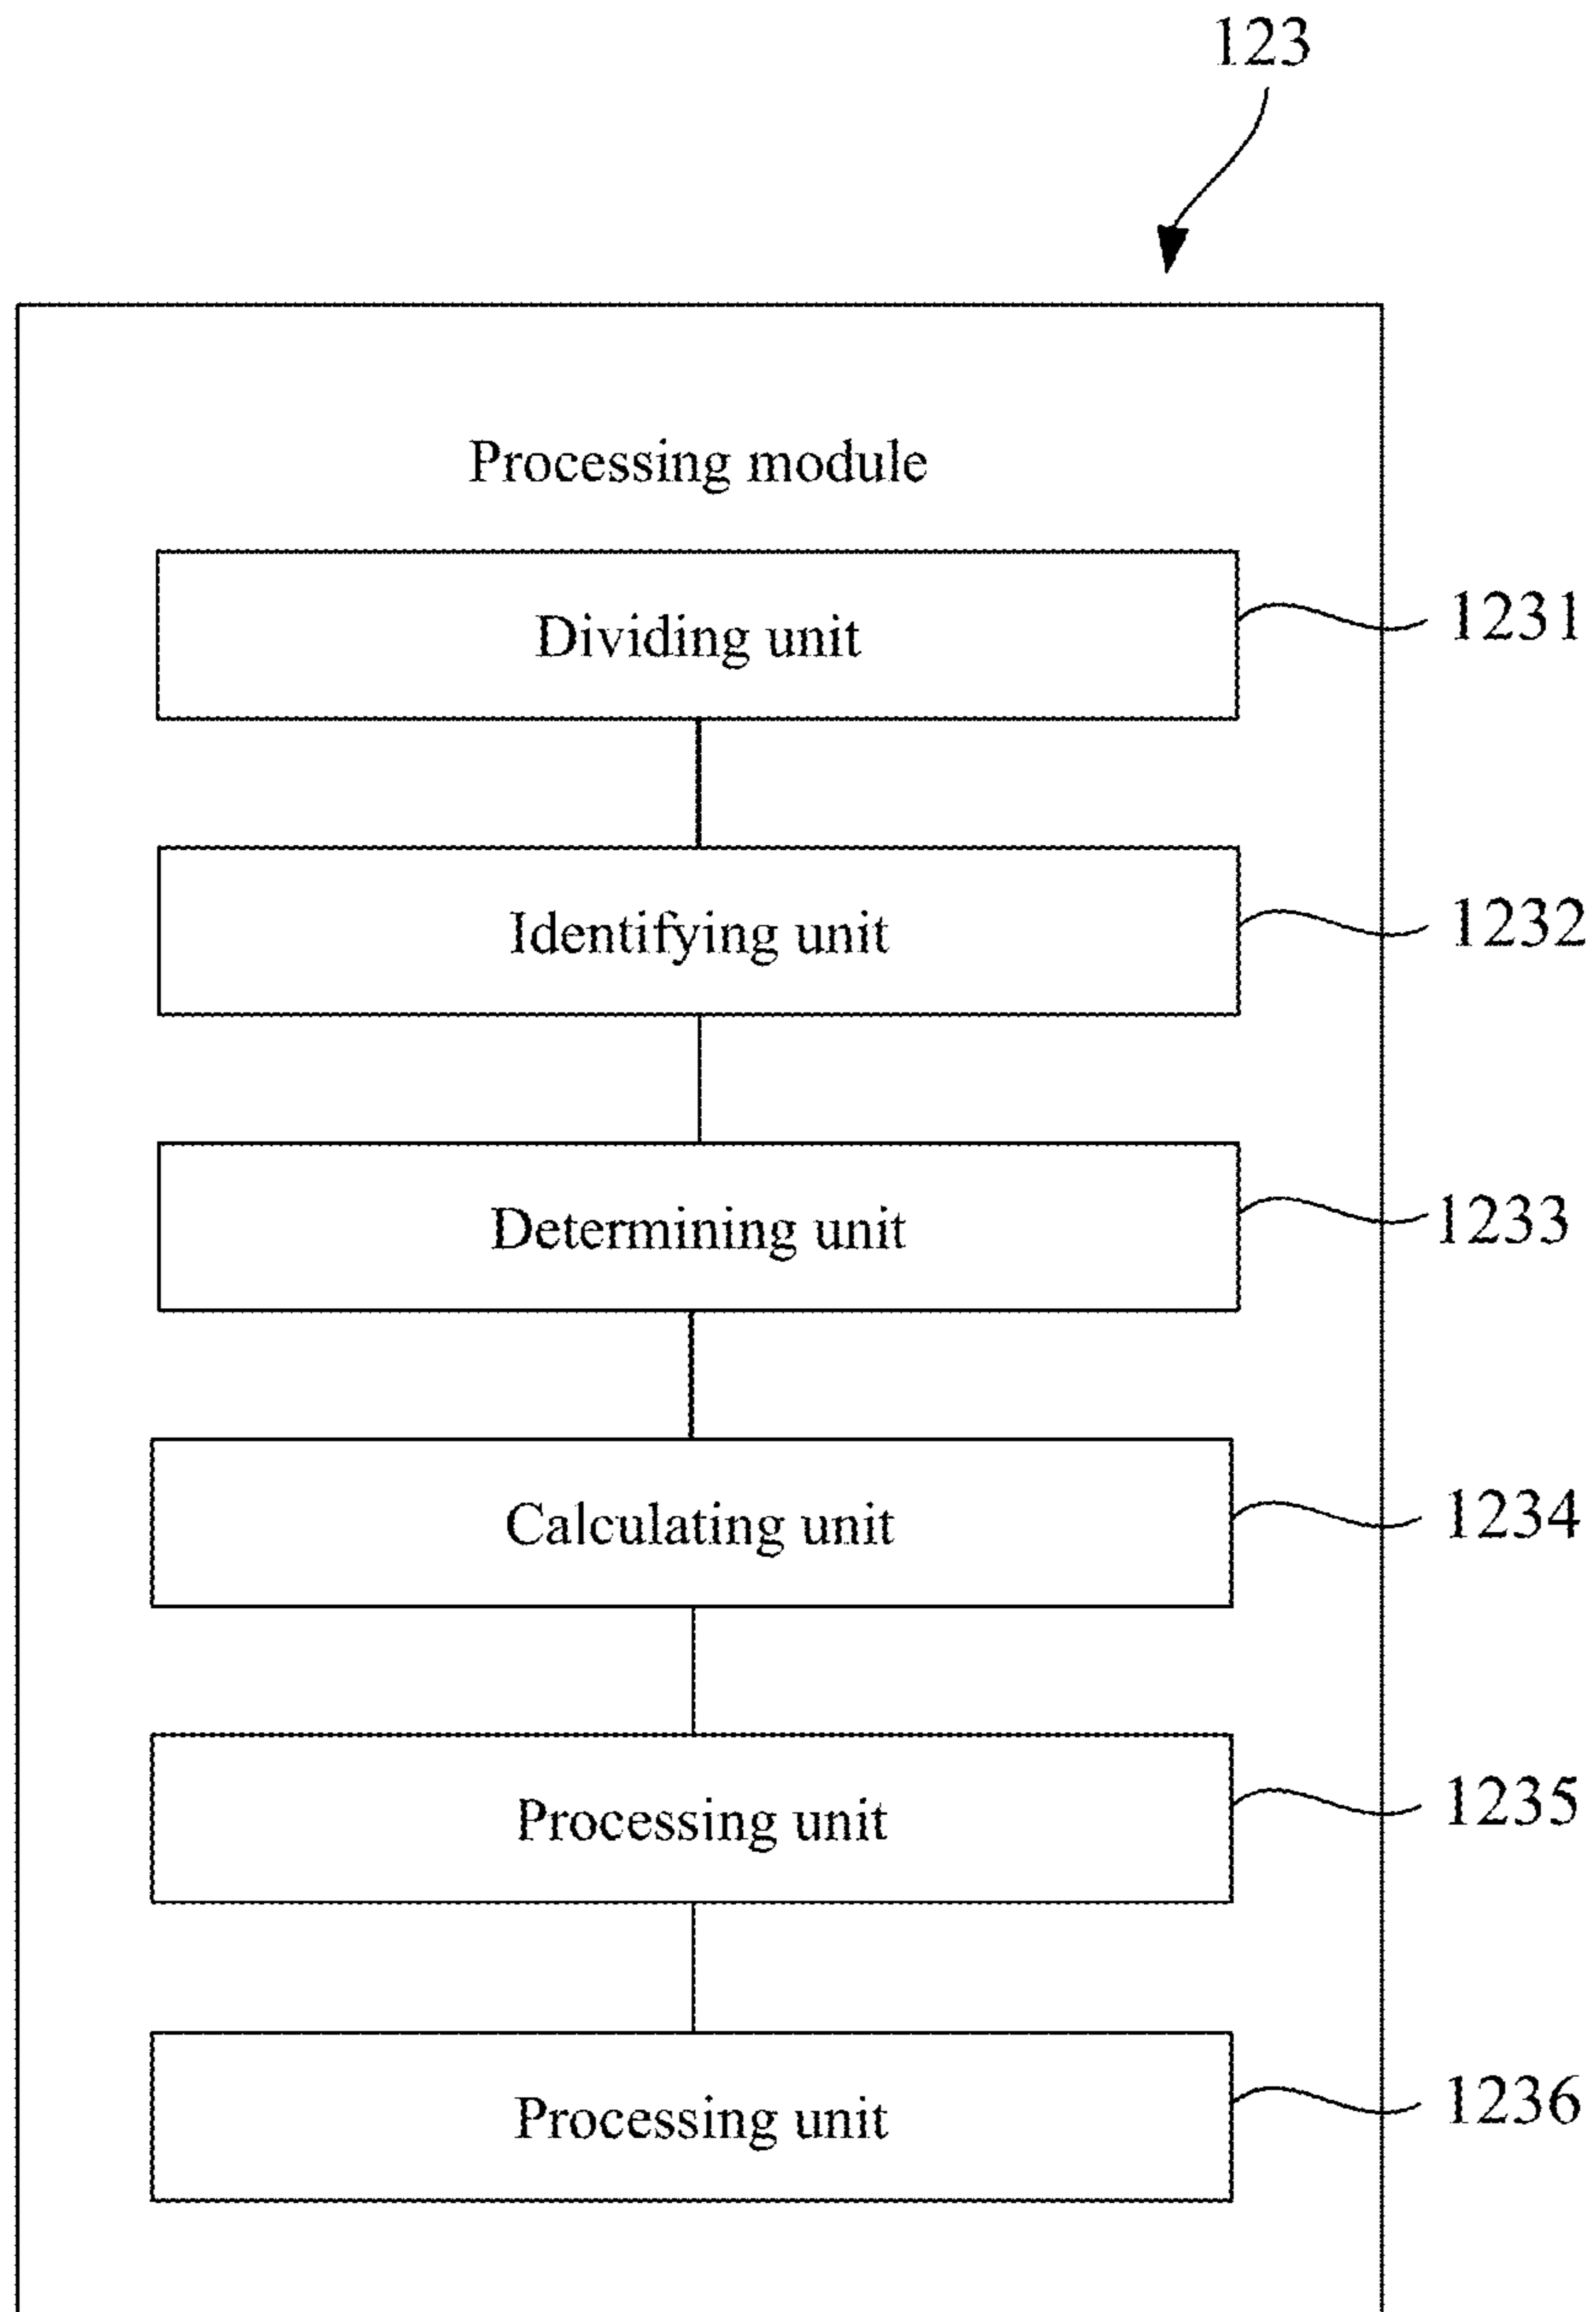 123
Processing module
Dividing unit
1231
Identifying unit
1232
Determining unit
1233
Calculating unit
1234
Processing unit
1235
Processing unit
1236